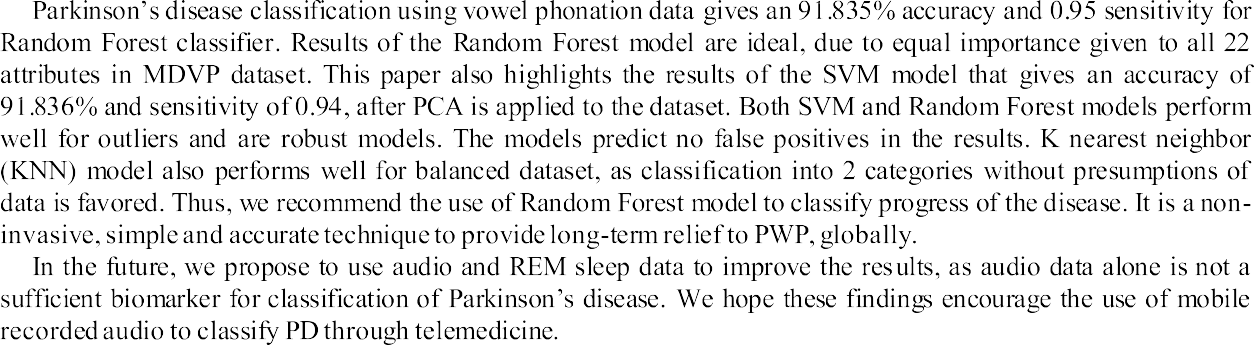 Parkinson's disease classification using vowel phonation data gives an 91.835% accuracy and 0.95 sensitivity for
Random Forest classifier. Results of the Random Forest model are ideal, due to equal importance given to all 22
attributes in MDVP dataset. This paper also highlights the results of the SVM model that gives an accuracy of
91.836% and sensitivity of 0.94, after PCA is applied to the dataset. Both SVM and Random Forest models perform
well for outliers and are robust models. The models predict no false positives in the results. K nearest neighbor
(KNN) model also performs well for balanced dataset, as classification into 2 categories without presumptions of
data is favored. Thus, we recommend the use of Random Forest model to classify progress of the disease. It is a non-
invasive, simple and accurate technique to provide long-term relief to PWP, globally.
In the future, we propose to use audio and REM sleep data to improve the results, as audio data alone is not a
sufficient biomarker for classification of Parkinson's disease. We hope these findings encourage the use of mobile
recorded audio to classify PD through telemedicine.